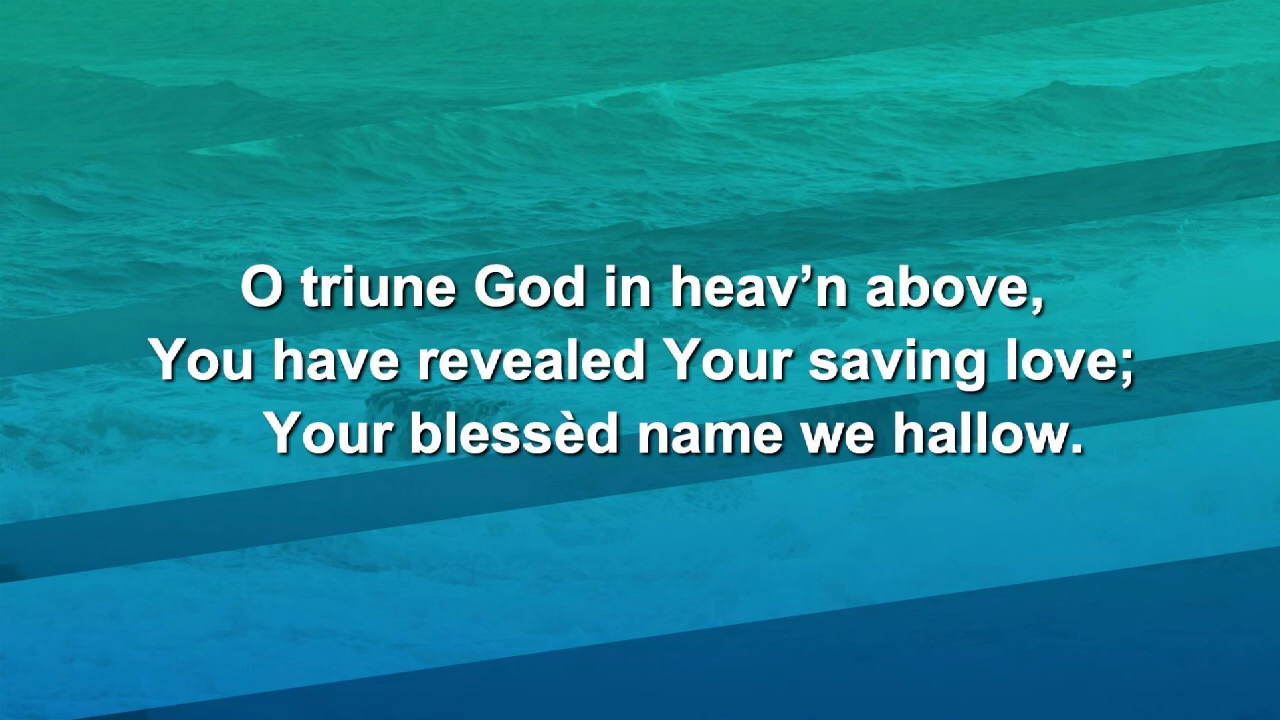 O triune God in heav’n above,
You have revealed Your saving love;
Your blessèd name we hallow.